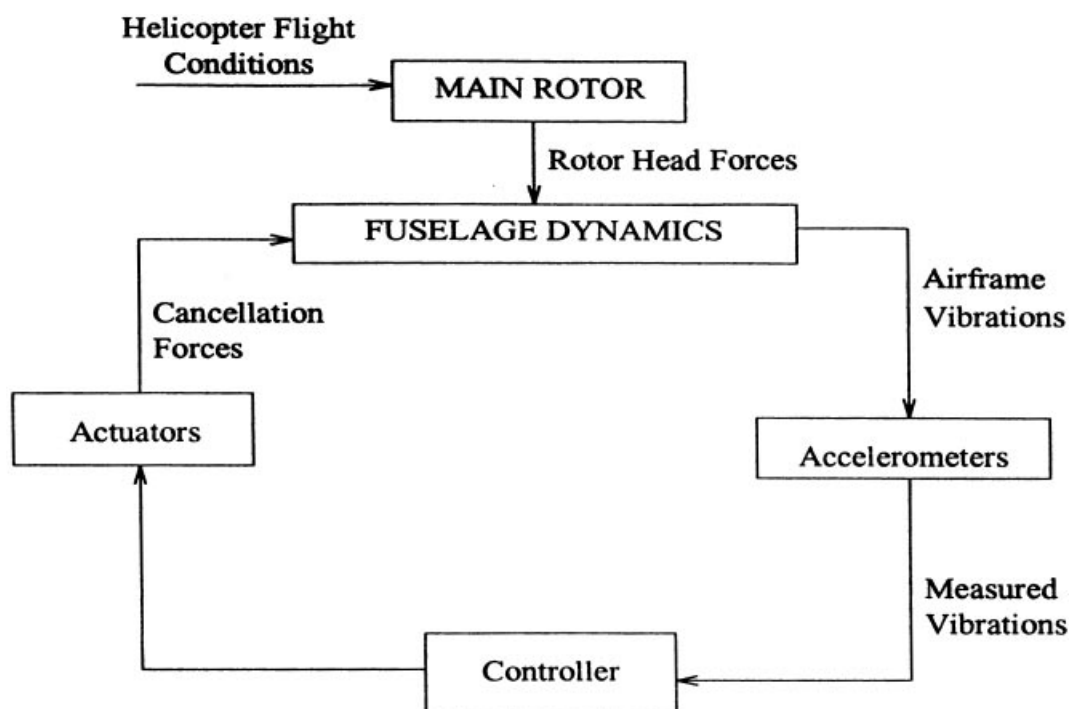 Helicopter Flight
Conditions
MAIN ROTOR
Rotor Head Forces
FUSELAGE DYNAMICS
Airframe
Vibrations
Cancellation
Forces
Actuators
Accelerometers
Measured
Vibrations
Controller